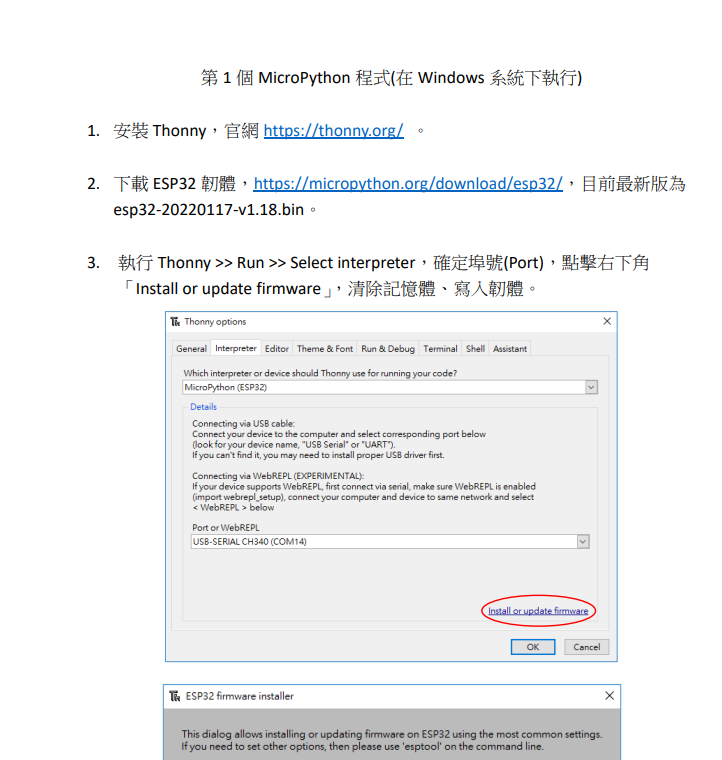 第 1 個 MicroPython 程式(在 Windows 系統下執行)
1. 安裝 Thonny，官網 https://thonny.org/ 。
2. 下載 ESP32 韌體，https://micropython.org/download/esp32/，目前最新版為
esp32-20220117-v1.18.bin。
3. 執行 Thonny >> Run >> Select interpreter，確定埠號(Port)，點擊右下角
「Install or update firmware」，清除記憶體、寫入韌體。
Thonny options
General Interpreter Editor Theme & Font Run & Debug Terminal Shell Assistant
Which interpreter or device should Thonny use for running your code?
MicroPython (ESP32)
Details
Connecting via USB cable:
Connect your device to the computer and select corresponding port below
(look for your device name, "USB Serial" or "UART").
If you can't find it, you may need to install proper USB driver first.
Connecting via WebREPL (EXPERIMENTAL):
If your device supports WebREPL, first connect via serial, make sure WebREPL is enabled
(import webrepl_setup), connect your computer and device to same network and select
< WebREPL > below
Port or WebREPL
USB-SERIAL CH340 (COM14)
Install or update firmware
OK Cancel
ESP32 firmware installer
This dialog allows installing or updating firmware on ESP32 using the most common settings.
If you need to set other options, then please use 'esptool' on the command line.